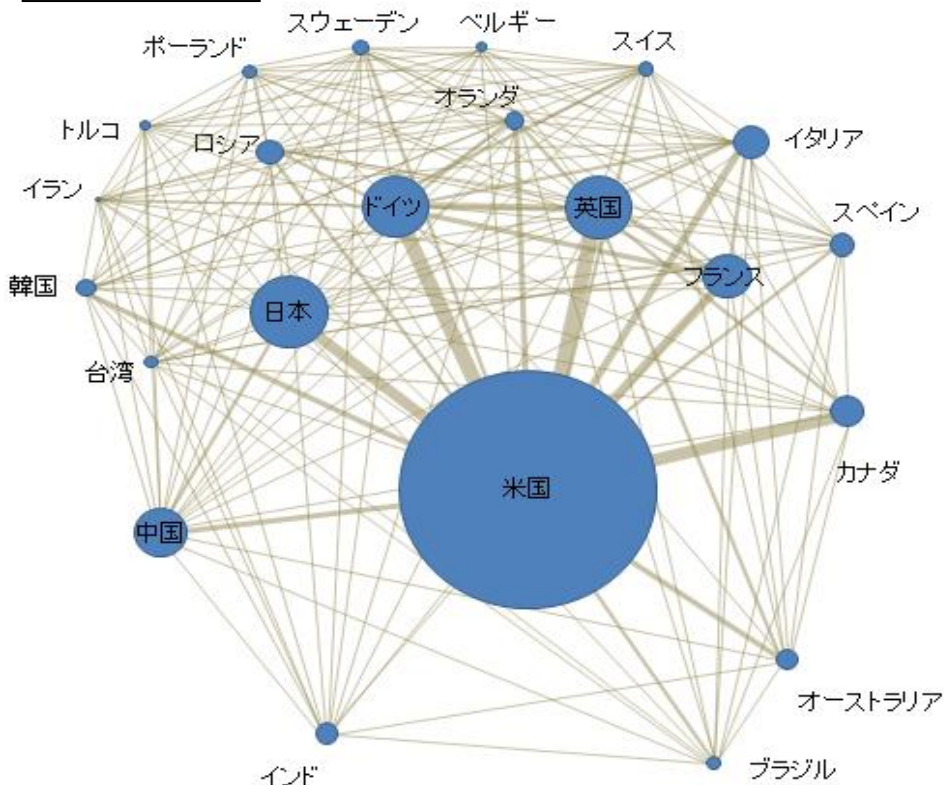 スウェーデン
ベルギー
スイス
ポーランド
オランダ
トルコ
ロシア
イタリア
イラン
ドイツ
英国
スペイン
韓国
日本
フランス
台湾
米国
カナダ
中国
オーストラリア
インド
ブラジル